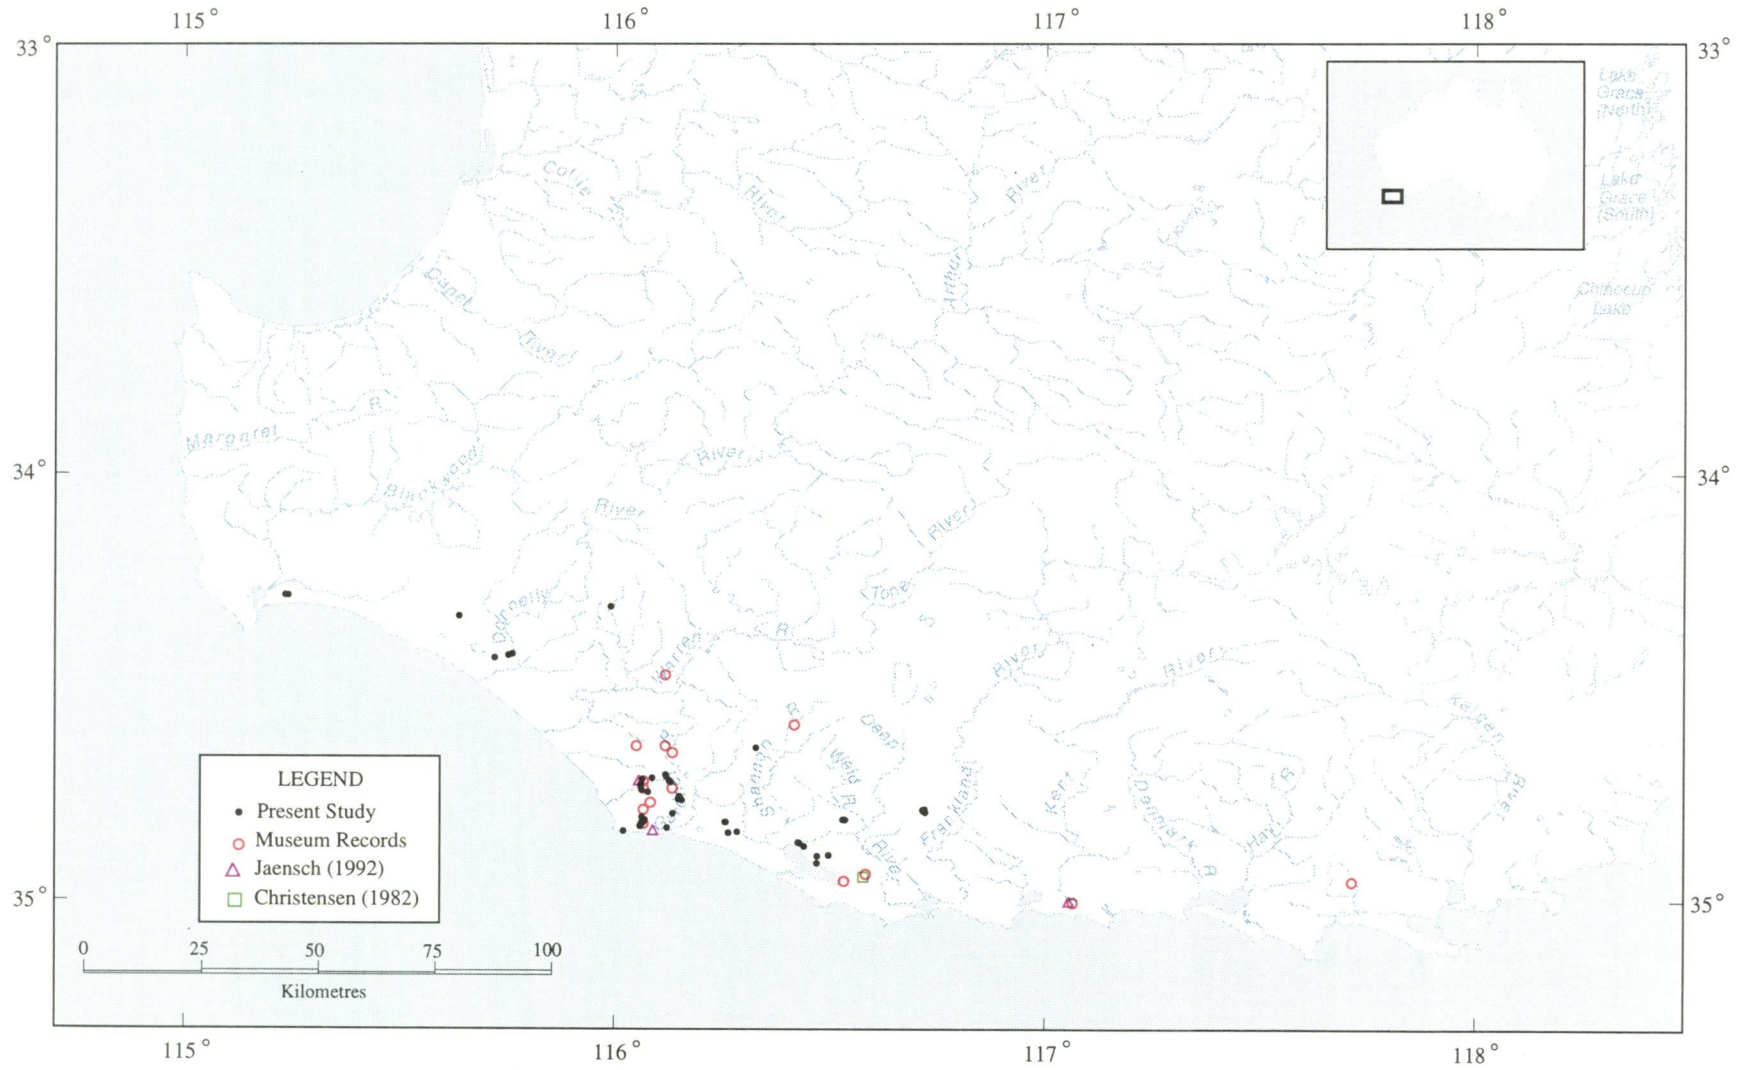 115° 116° 117° 118°
33° 33°
Lake
Grace
(North)
Collie
River
River
Lake
Grace
(South)
Arthur
Capel
River
Chinocup
Lake
R
Margaret
34° 34°
Blackwood
River
River
River
Donnelly
Tone
Warren
R
River
River
Kalgan
River
R
Deep
Shannon
Weld
R
River
Frankland
Kent
Denmark
R
Hay
R
35° 35°
LEGEND
Present Study
Museum Records
Jaensch (1992)
Christensen (1982)
0 25 50 75 100
Kilometres
115° 116° 117° 118°